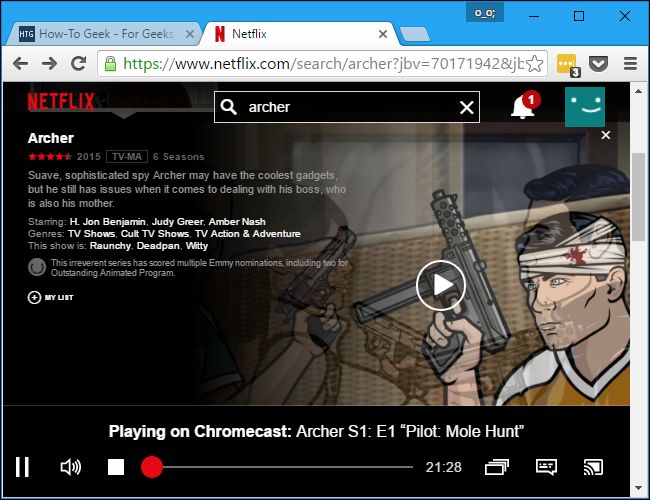 o_o;
HTG How-To Geek - For Geeks,
Netflix
https://www.netflix.com/search/archer?jbv=70171942&jb
3
NETFLIX
archer
1
Archer
2015 TV-MA 6 Seasons
Suave, sophisticated spy Archer may have the coolest gadgets,
but he still has issues when it comes to dealing with his boss, who
is also his mother.
Starring: H. Jon Benjamin, Judy Greer, Amber Nash
Genres: TV Shows, Cult TV Shows, TV Action & Adventure
This show is: Raunchy, Deadpan, Witty
This irreverent series has scored multiple Emmy nominations, including two for
Outstanding Animated Program.
MY LIST
Playing on Chromecast: Archer S1: E1 “Pilot: Mole Hunt”
21:28